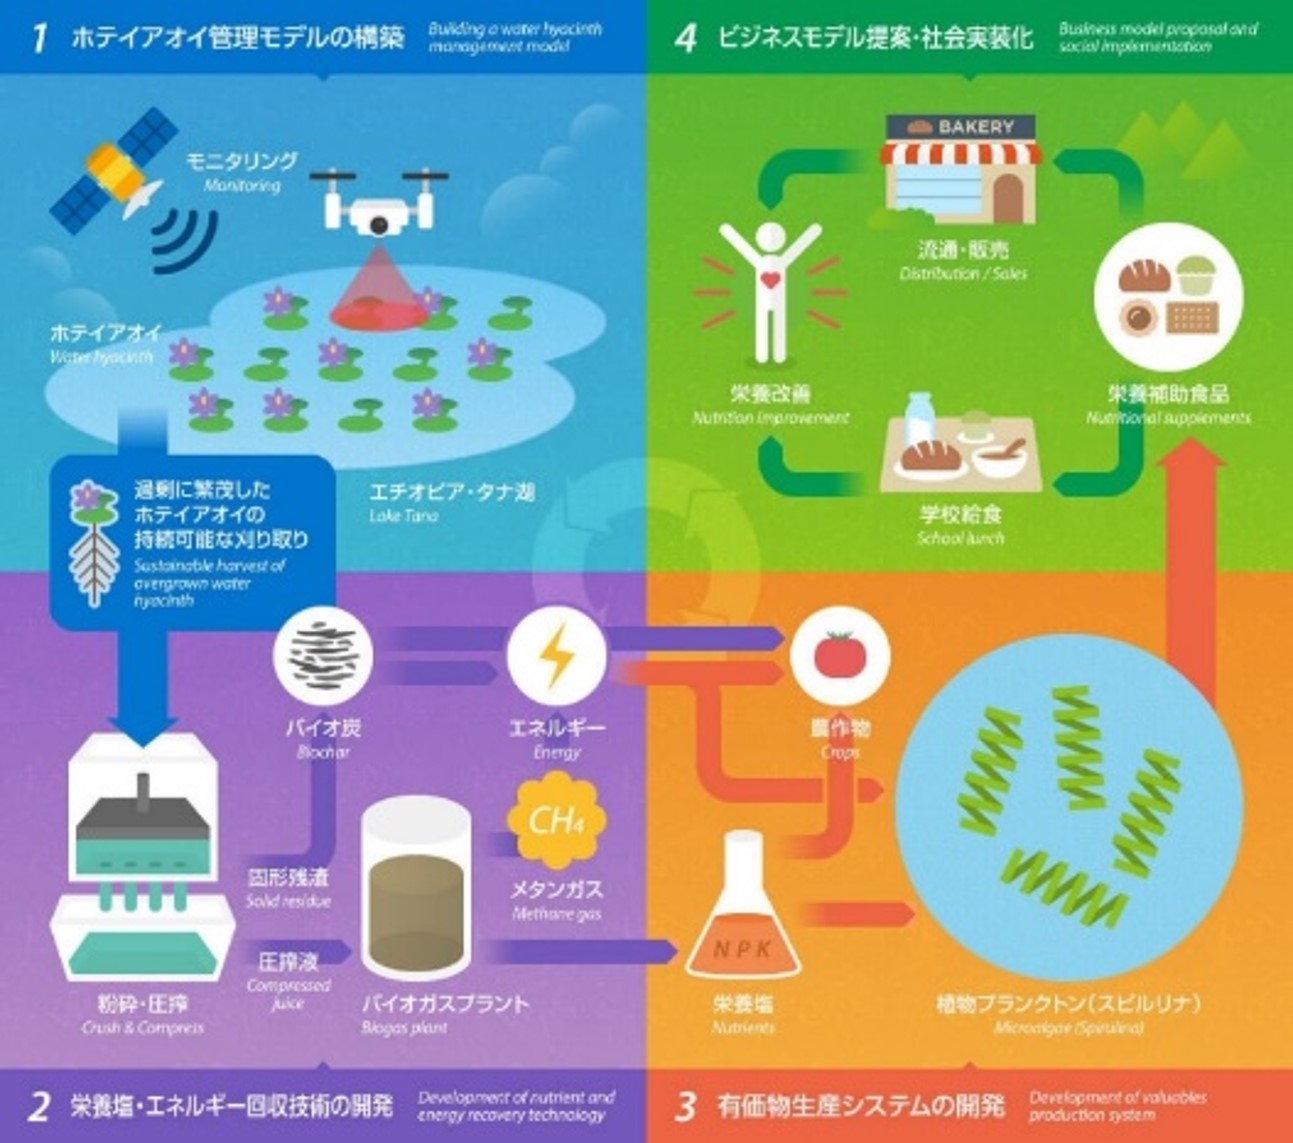 1 ホテイアオイ管理モデルの構築
Building a water hyacinth
management model
モニタリング
Monitoring
ホテイアオイ
Water hyacinth
過剰に繁茂した
ホテイアオイの
持続可能な刈り取り
Sustainable harvest of
overgrown water
hyacinth
エチオピア・タナ湖
Lake Tana
4 ビジネスモデル提案・社会実装化
Business model proposal and
social implementation
BAKERY
流通・販売
Distribution / Sales
栄養改善
Nutrition improvement
栄養補助食品
Nutritional supplements
学校給食
School lunch
バイオ炭
Biochar
エネルギー
Energy
CH4
メタンガス
Methane gas
固形残渣
Solid residue
圧搾液
Compressed
juice
粉砕・圧搾
Crush & Compress
バイオガスプラント
Biogas plant
2 栄養塩・エネルギー回収技術の開発
Development of nutrient and
energy recovery technology
農作物
Crops
NPK
栄養塩
Nutrients
植物プランクトン(スピルリナ)
Microalgae (Spirulina)
3 有価物生産システムの開発
Development of valuables
production system